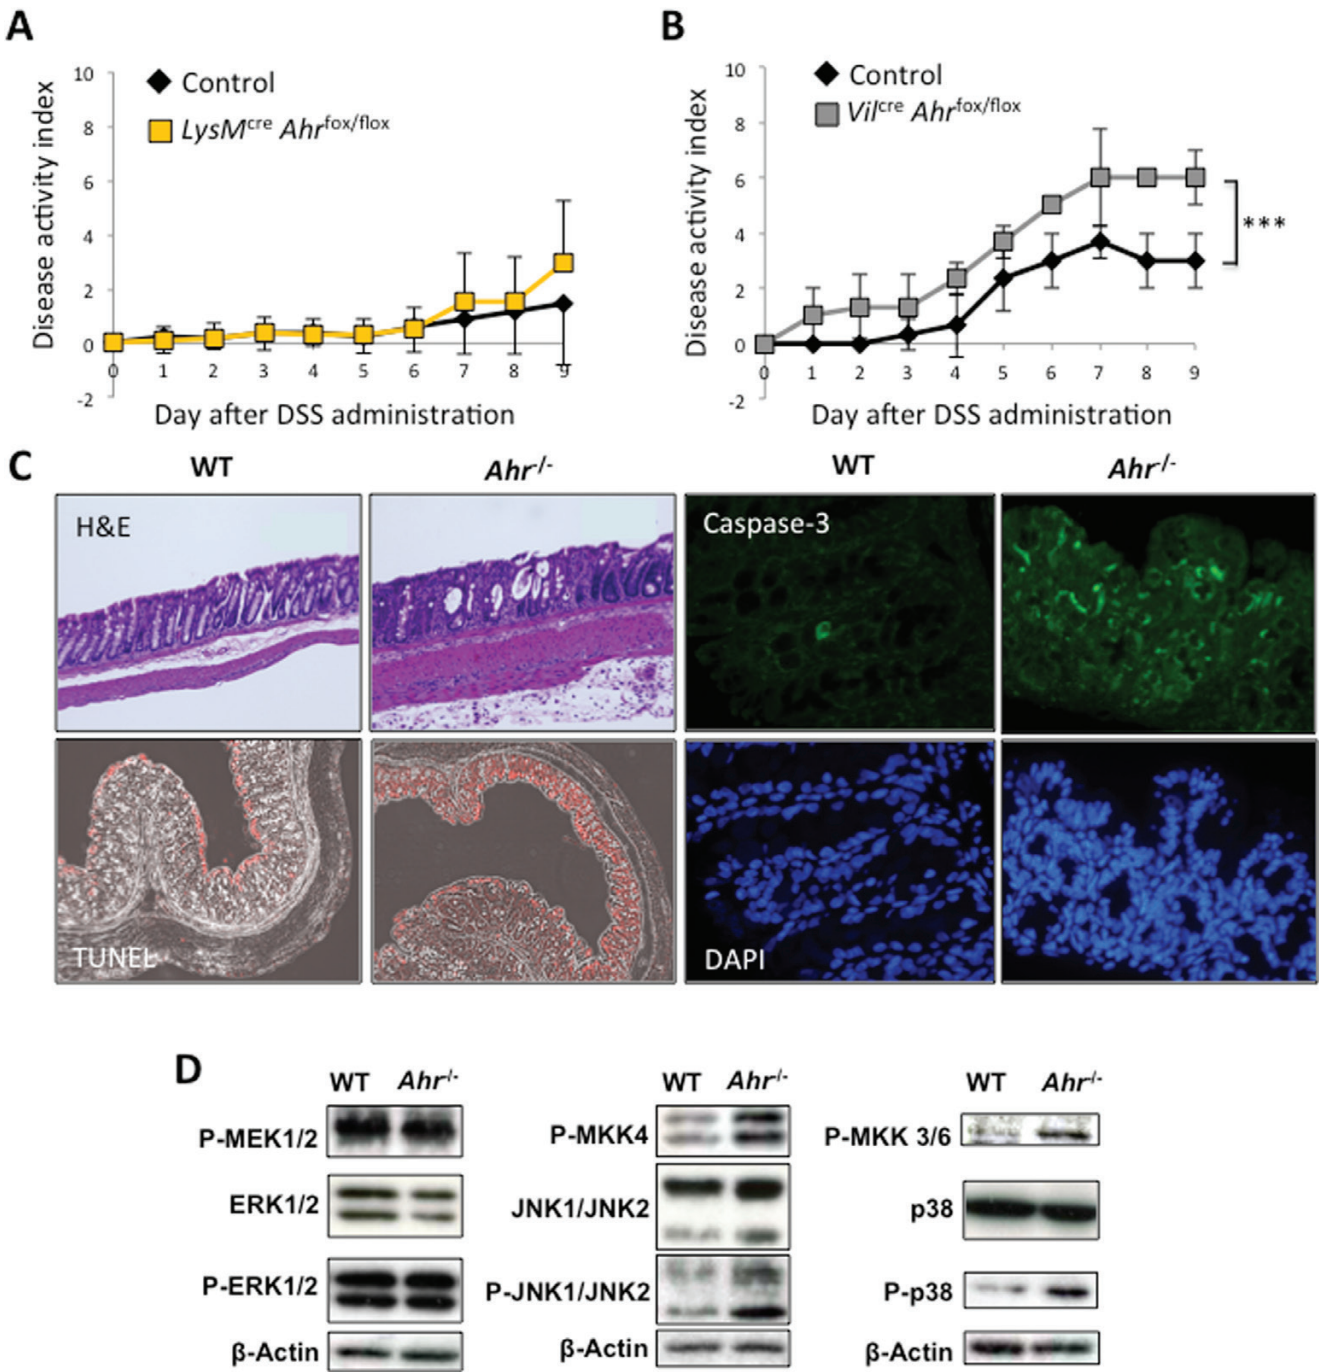 A
Disease activity index
10
8
6
4
2
0
-2
Control
LysMcre Ahrfox/flox
0 1 2 3 4 5 6 7 8 9
Day after DSS administration
B
Disease activity index
10
8
6
4
2
0
-2
Control
Vilcre Ahrfox/flox
***
0 1 2 3 4 5 6 7 8 9
Day after DSS administration
C
WT Ahr-/- WT Ahr-/-
H&E
Caspase-3
TUNEL
DAPI
D
WT Ahr-/-
P-MEK1/2
ERK1/2
P-ERK1/2
β-Actin
WT Ahr-/-
P-MKK4
JNK1/JNK2
P-JNK1/JNK2
β-Actin
WT Ahr-/-
P-MKK 3/6
p38
P-p38
β-Actin